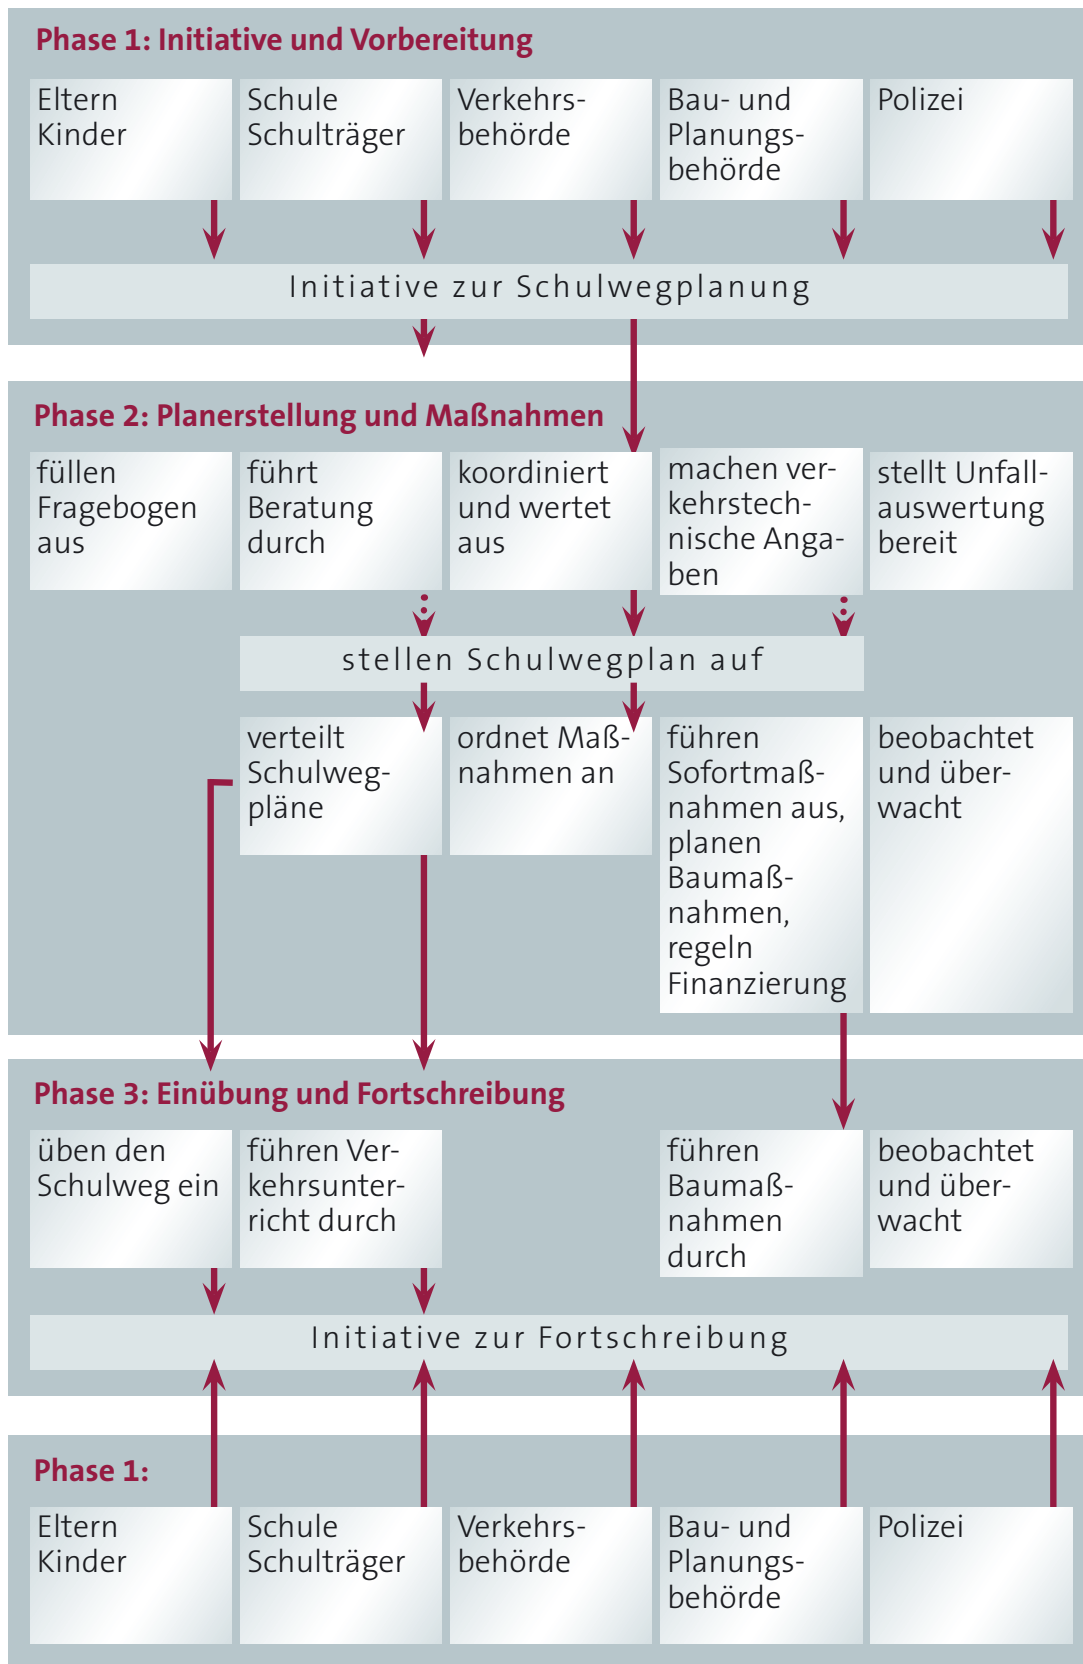 Phase 1: Initiative und Vorbereitung
Eltern
Kinder
Schule
Schulträger
Verkehrs-
behörde
Bau- und
Planungs-
behörde
Polizei
Initiative zur Schulwegplanung
Phase 2: Planerstellung und Maßnahmen
füllen
Fragebogen
aus
führt
Beratung
durch
koordiniert
und wertet
aus
machen ver-
kehrstech-
nische Anga-
ben
stellt Unfall-
auswertung
bereit
stellen Schulwegplan auf
verteilt
Schulweg-
pläne
ordnet Maß-
nahmen an
führen
Sofortmaß-
nahmen aus,
planen
Baumaß-
nahmen,
regeln
Finanzierung
beobachtet
und über-
wacht
Phase 3: Einübung und Fortschreibung
üben den
Schulweg ein
führen Ver-
kehrsunter-
richt durch
führen
Baumaß-
nahmen
durch
beobachtet
und über-
wacht
Initiative zur Fortschreibung
Phase 1:
Eltern
Kinder
Schule
Schulträger
Verkehrs-
behörde
Bau- und
Planungs-
behörde
Polizei